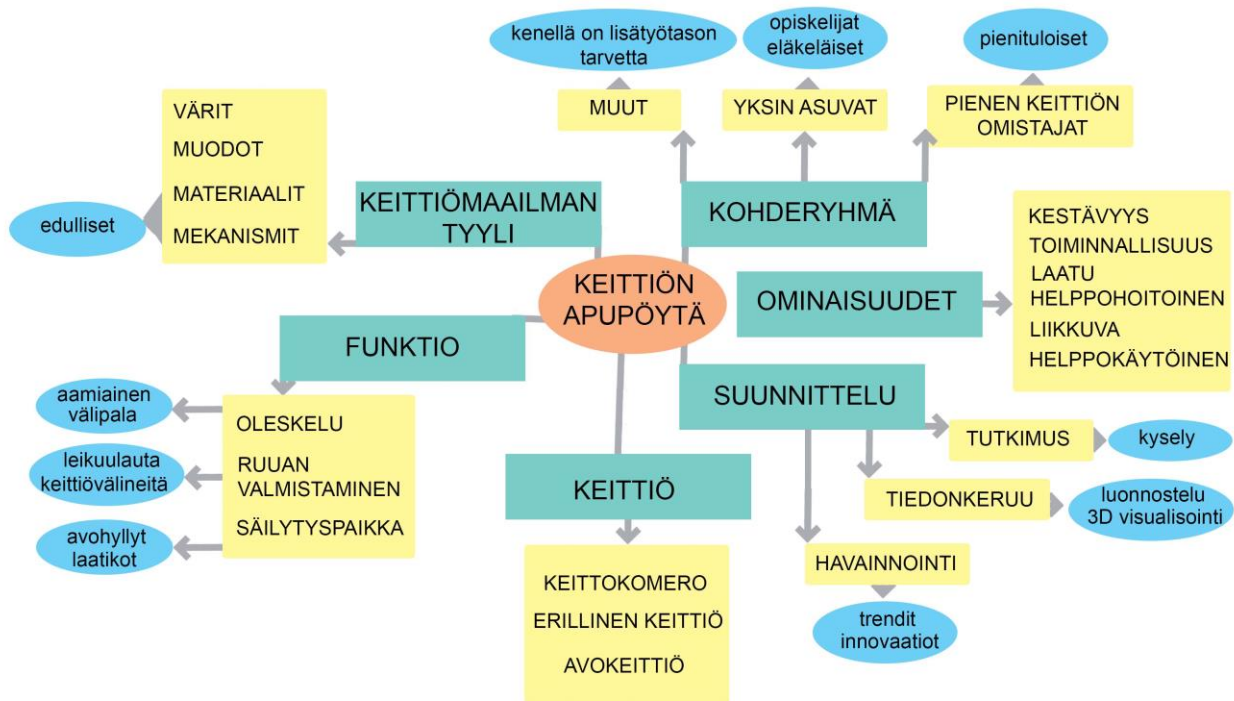 kenellä on lisätyötason
tarvetta
opiskelijat
eläkeläiset
pienituloiset
MUUT
YKSIN ASUVAT
PIENEN KEITTIÖN
OMISTAJAT
VÄRIT
MUODOT
MATERIAALIT
MEKANISMIT
edulliset
KEITTIÖMAAILMAN
TYYLI
KOHDERYHMÄ
KEITTIÖN
APUPÖYTÄ
OMINAISUUDET
KESTÄVYYS
TOIMINNALLISUUS
LAATU
HELPPOHOITOINEN
LIIKKUVA
HELPPOKÄYTÖINEN
FUNKTIO
aamiainen
välipala
leikuulauta
keittiövälineitä
avohyllyt
laatikot
OLESKELU
RUUAN
VALMISTAMINEN
SÄILYTYSPAIKKA
KEITTIÖ
KEITTOKOMERO
ERILLINEN KEITTIÖ
AVOKEITTIÖ
SUUNNITTELU
TUTKIMUS
kysely
TIEDONKERUU
luonnostelu
3D visualisointi
HAVAINNOINTI
trendit
innovaatiot